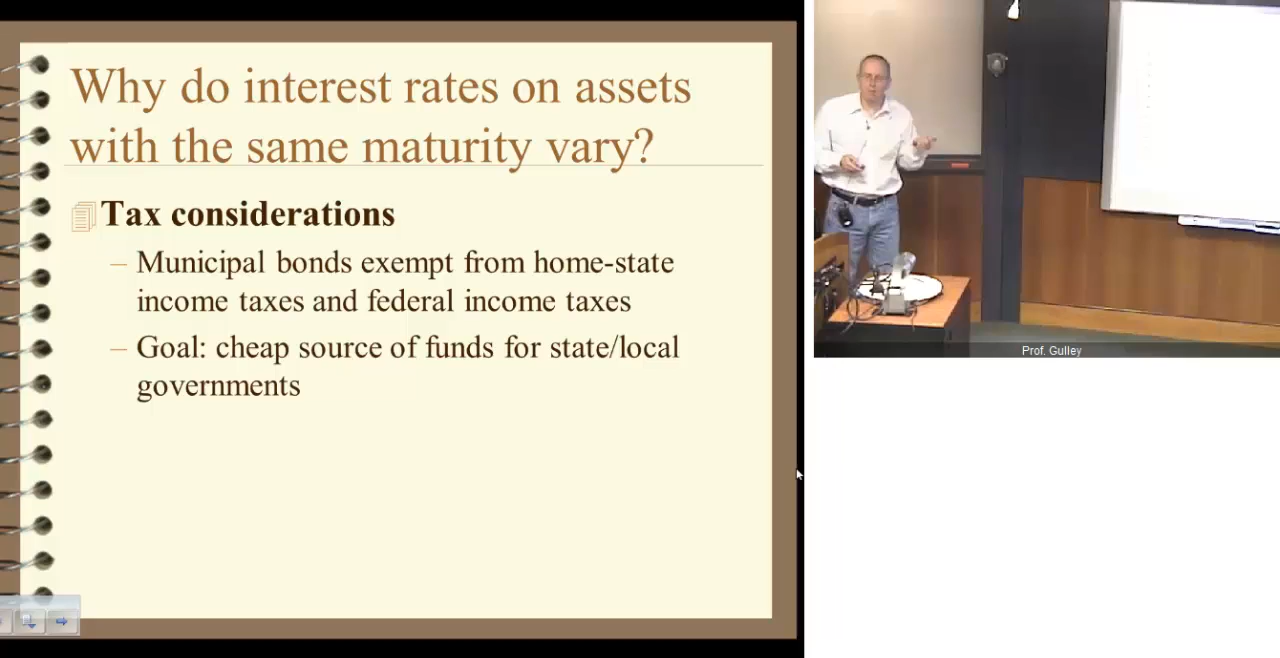 Why do interest rates on assets
with the same maturity vary?
Tax considerations
– Municipal bonds exempt from home-state
income taxes and federal income taxes
– Goal: cheap source of funds for state/local
governments
Prof. Gulley